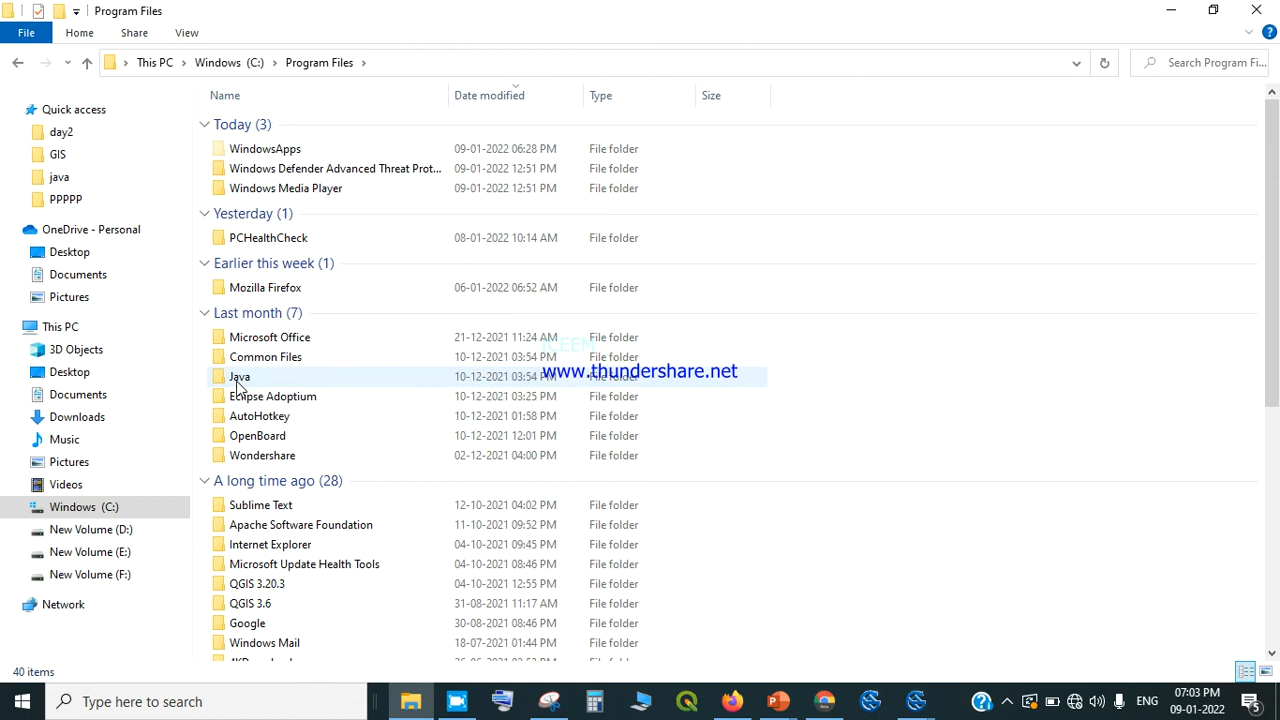 Program Files
File Home Share View
This PC Windows (C:) Program Files Search Program Fi...
Name Date modified Type Size
Quick access
day2
GIS
java
PPPPP
OneDrive - Personal
Desktop
Documents
Pictures
This PC
3D Objects
Desktop
Documents
Downloads
Music
Pictures
Videos
Windows (C:)
New Volume (D:)
New Volume (E:)
New Volume (F:)
Network
Today (3)
WindowsApps 09-01-2022 06:28 PM File folder
Windows Defender Advanced Threat Prot... 09-01-2022 12:51 PM File folder
Windows Media Player 09-01-2022 12:51 PM File folder
Yesterday (1)
PCHealthCheck 08-01-2022 10:14 AM File folder
Earlier this week (1)
Mozilla Firefox 06-01-2022 06:52 AM File folder
Last month (7)
Microsoft Office 21-12-2021 11:24 AM File folder
ICEEM
Common Files 10-12-2021 03:54 PM File folder
Java 10-12-2021 03:54 PM File folder
www.thundershare.net
Eclipse Adoptium 10-12-2021 03:25 PM File folder
AutoHotkey 10-12-2021 01:58 PM File folder
OpenBoard 10-12-2021 12:01 PM File folder
Wondershare 02-12-2021 04:00 PM File folder
A long time ago (28)
Sublime Text 12-10-2021 04:02 PM File folder
Apache Software Foundation 11-10-2021 09:52 PM File folder
Internet Explorer 04-10-2021 09:45 PM File folder
Microsoft Update Health Tools 04-10-2021 08:46 PM File folder
QGIS 3.20.3 04-10-2021 12:55 PM File folder
QGIS 3.6 31-08-2021 11:17 AM File folder
Google 30-08-2021 08:46 PM File folder
Windows Mail 18-07-2021 01:44 PM File folder
40 items
Type here to search
ENG
07:03 PM
09-01-2022
5